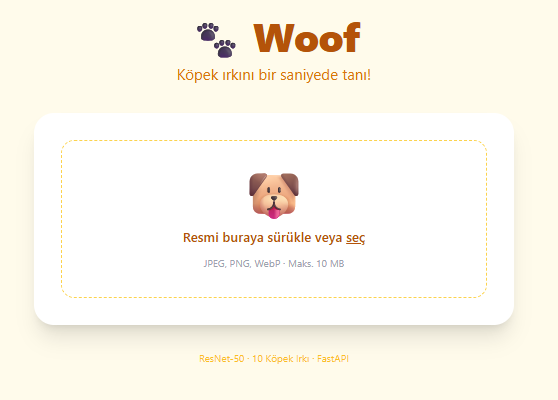 Woof
Köpek ırkını bir saniyede tanı!
Resmi buraya sürükle veya seç
JPEG, PNG, WebP · Maks. 10 MB
ResNet-50 · 10 Köpek Irkı · FastAPI